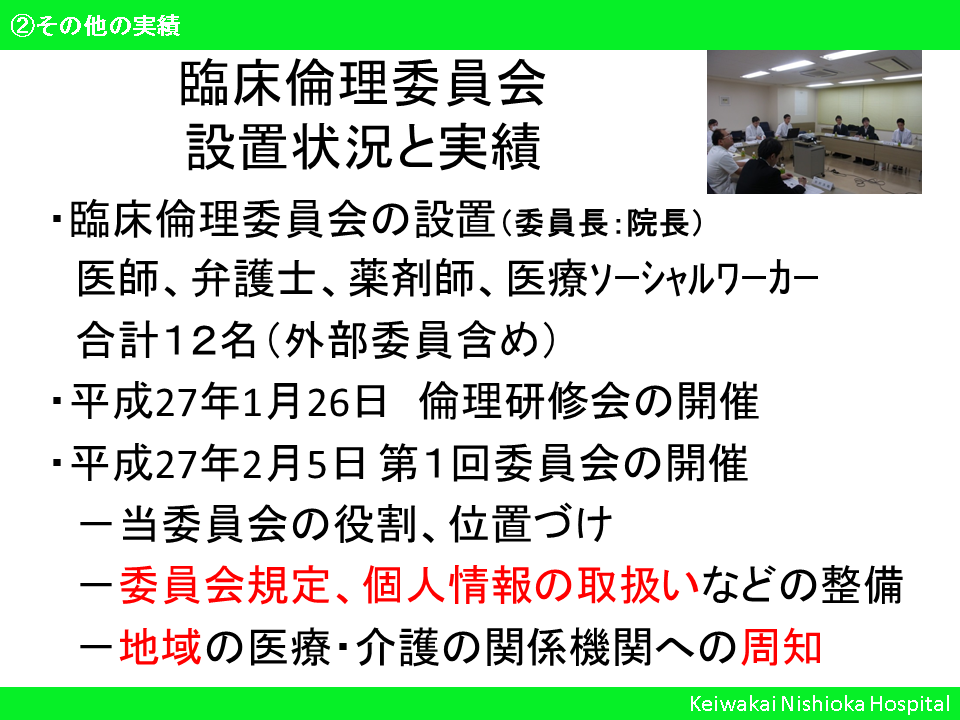 ②その他の実績
臨床倫理委員会
設置状況と実績
・臨床倫理委員会の設置（委員長：院長）
医師、弁護士、薬剤師、医療ｿｰｼｬﾙﾜｰｶｰ
合計１２名（外部委員含め）
・平成27年1月26日　倫理研修会の開催
・平成27年2月5日 第１回委員会の開催
－当委員会の役割、位置づけ
－委員会規定、個人情報の取扱いなどの整備
－地域の医療・介護の関係機関への周知
Keiwakai Nishioka Hospital